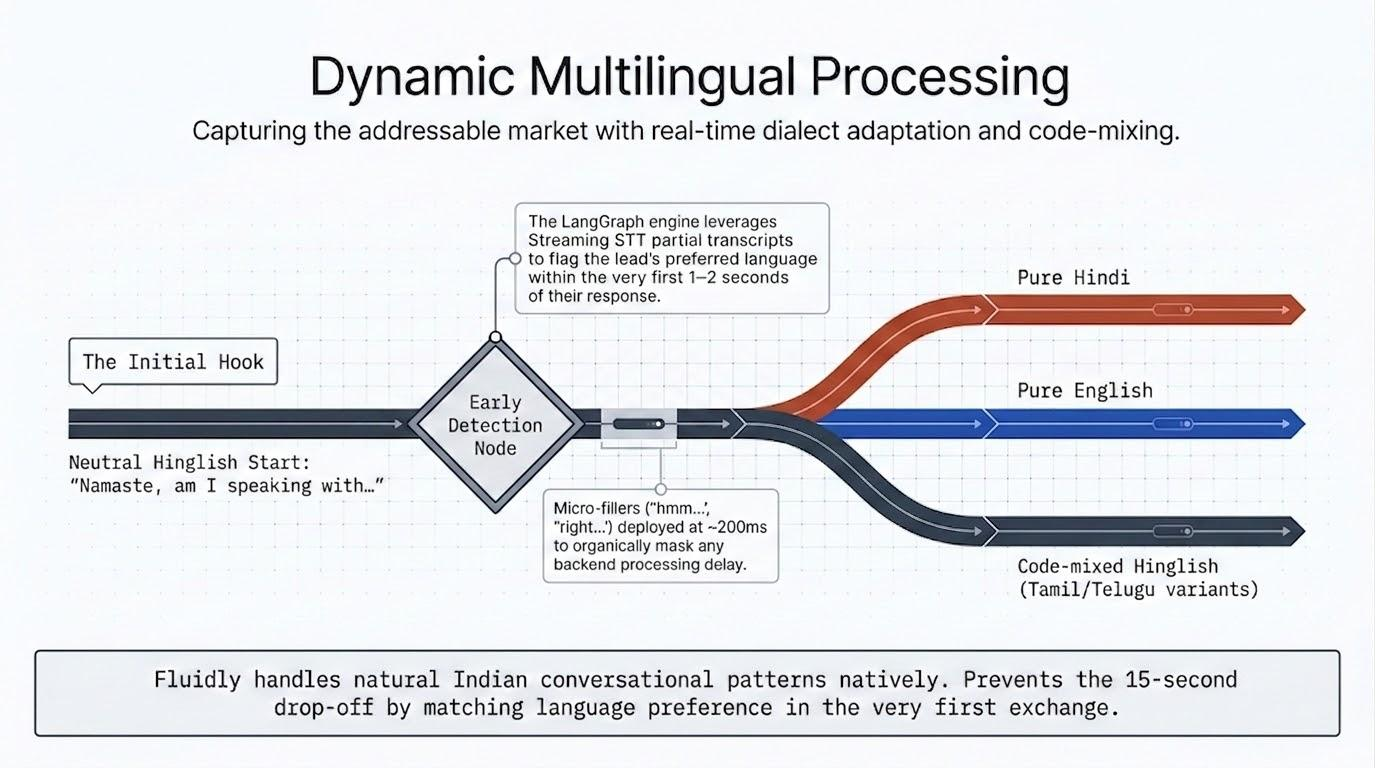 Dynamic Multilingual Processing
Capturing the addressable market with real-time dialect adaptation and code-mixing.
The LangGraph engine leverages
Streaming STT partial transcripts
to flag the lead's preferred language
within the very first 1–2 seconds
of their response.
The Initial Hook
Neutral Hinglish Start:
“Namaste, am I speaking with…”
Early
Detection
Node
Micro-fillers (“hmm...’,
“right...’) deployed at ~200ms
to organically mask any
backend processing delay.
Pure Hindi
Pure English
Code-mixed Hinglish
(Tamil/Telugu variants)
Fluidly handles natural Indian conversational patterns natively. Prevents the 15-second
drop-off by matching language preference in the very first exchange.